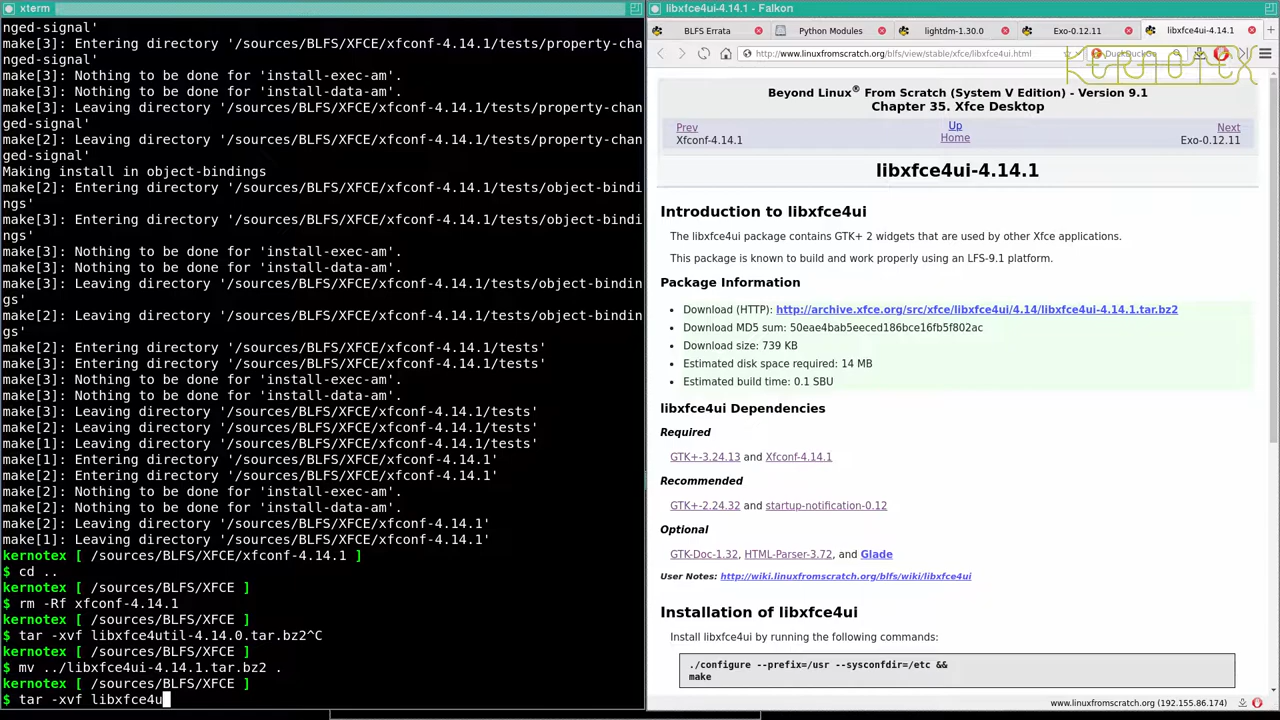 xterm
nged-signal'
make[3]: Entering directory '/sources/BLFS/XFCE/xfconf-4.14.1/tests/property-cha
nged-signal'
make[3]: Nothing to be done for 'install-exec-am'.
make[3]: Nothing to be done for 'install-data-am'.
make[3]: Leaving directory '/sources/BLFS/XFCE/xfconf-4.14.1/tests/property-chan
ged-signal'
make[2]: Leaving directory '/sources/BLFS/XFCE/xfconf-4.14.1/tests/property-chan
ged-signal'
Making install in object-bindings
make[2]: Entering directory '/sources/BLFS/XFCE/xfconf-4.14.1/tests/object-bindi
ngs'
make[3]: Entering directory '/sources/BLFS/XFCE/xfconf-4.14.1/tests/object-bindi
ngs'
make[3]: Nothing to be done for 'install-exec-am'.
make[3]: Nothing to be done for 'install-data-am'.
make[3]: Leaving directory '/sources/BLFS/XFCE/xfconf-4.14.1/tests/object-bindin
gs'
make[2]: Leaving directory '/sources/BLFS/XFCE/xfconf-4.14.1/tests/object-bindin
gs'
make[2]: Entering directory '/sources/BLFS/XFCE/xfconf-4.14.1/tests'
make[3]: Entering directory '/sources/BLFS/XFCE/xfconf-4.14.1/tests'
make[3]: Nothing to be done for 'install-exec-am'.
make[3]: Nothing to be done for 'install-data-am'.
make[3]: Leaving directory '/sources/BLFS/XFCE/xfconf-4.14.1/tests'
make[2]: Leaving directory '/sources/BLFS/XFCE/xfconf-4.14.1/tests'
make[1]: Leaving directory '/sources/BLFS/XFCE/xfconf-4.14.1/tests'
make[1]: Entering directory '/sources/BLFS/XFCE/xfconf-4.14.1'
make[2]: Entering directory '/sources/BLFS/XFCE/xfconf-4.14.1'
make[2]: Nothing to be done for 'install-exec-am'.
make[2]: Nothing to be done for 'install-data-am'.
make[2]: Leaving directory '/sources/BLFS/XFCE/xfconf-4.14.1'
make[1]: Leaving directory '/sources/BLFS/XFCE/xfconf-4.14.1'
kernotex [ /sources/BLFS/XFCE/xfconf-4.14.1 ]
$ cd ..
kernotex [ /sources/BLFS/XFCE ]
$ rm -Rf xfconf-4.14.1
kernotex [ /sources/BLFS/XFCE ]
$ tar -xvf libxfce4util-4.14.0.tar.bz2^C
kernotex [ /sources/BLFS/XFCE ]
$ mv ../libxfce4ui-4.14.1.tar.bz2 .
kernotex [ /sources/BLFS/XFCE ]
$ tar -xvf libxfce4u
libxfce4ui-4.14.1 - Falkon
BLFS Errata
Python Modules
lightdm-1.30.0
Exo-0.12.11
libxfce4ui-4.14.1
http://www.linuxfromscratch.org/blfs/view/stable/xfce/libxfce4ui.html
DuckDuckGo
KERNOTEX
Beyond Linux® From Scratch (System V Edition) - Version 9.1
Chapter 35. Xfce Desktop
Prev Up Next
Xfconf-4.14.1 Home Exo-0.12.11
libxfce4ui-4.14.1
Introduction to libxfce4ui
The libxfce4ui package contains GTK+ 2 widgets that are used by other Xfce applications.
This package is known to build and work properly using an LFS-9.1 platform.
Package Information
• Download (HTTP): http://archive.xfce.org/src/xfce/libxfce4ui/4.14/libxfce4ui-4.14.1.tar.bz2
• Download MD5 sum: 50eae4bab5eeced186bce16fb5f802ac
• Download size: 739 KB
• Estimated disk space required: 14 MB
• Estimated build time: 0.1 SBU
libxfce4ui Dependencies
Required
GTK+-3.24.13 and Xfconf-4.14.1
Recommended
GTK+-2.24.32 and startup-notification-0.12
Optional
GTK-Doc-1.32, HTML-Parser-3.72, and Glade
User Notes: http://wiki.linuxfromscratch.org/blfs/wiki/libxfce4ui
Installation of libxfce4ui
Install libxfce4ui by running the following commands:
./configure --prefix=/usr --sysconfdir=/etc &&
make
www.linuxfromscratch.org (192.155.86.174)